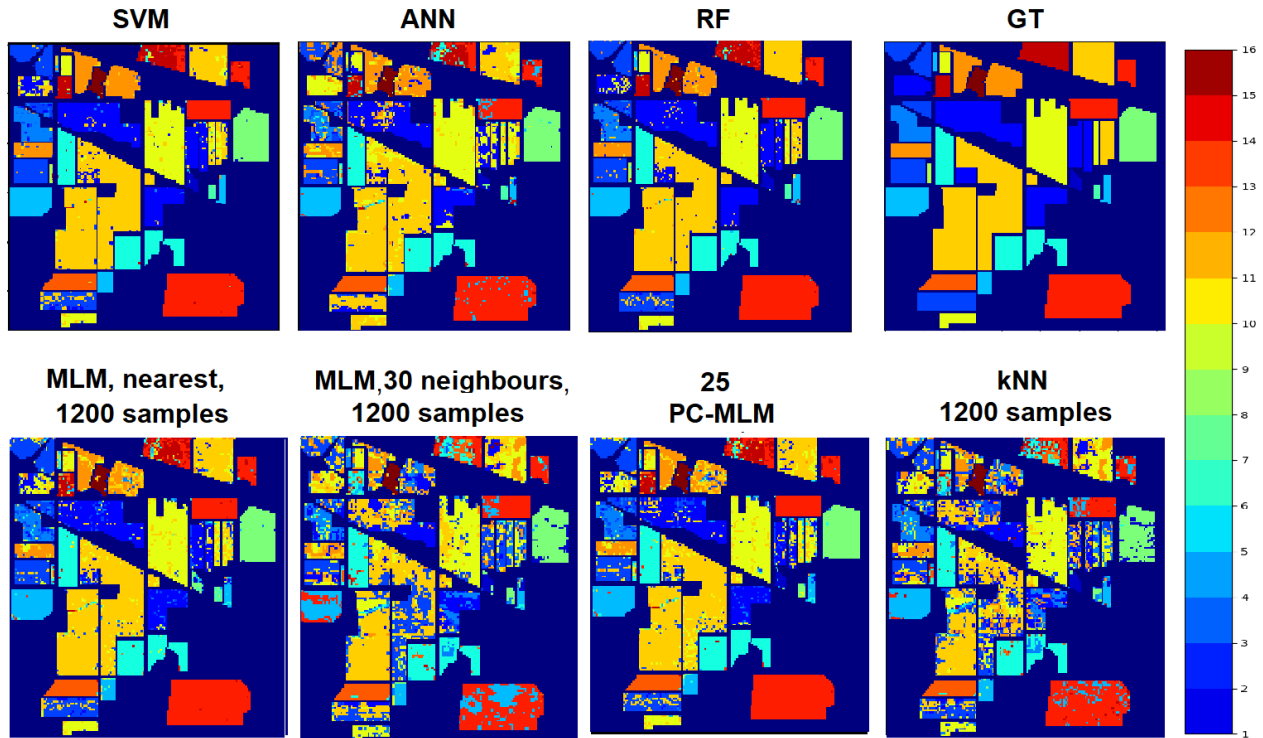 SVM
ANN
RF
GT
16
15
14
13
12
11
10
9
8
7
6
5
4
3
2
1
MLM, nearest,
1200 samples
MLM,30 neighbours,
1200 samples
25
PC-MLM
kNN
1200 samples